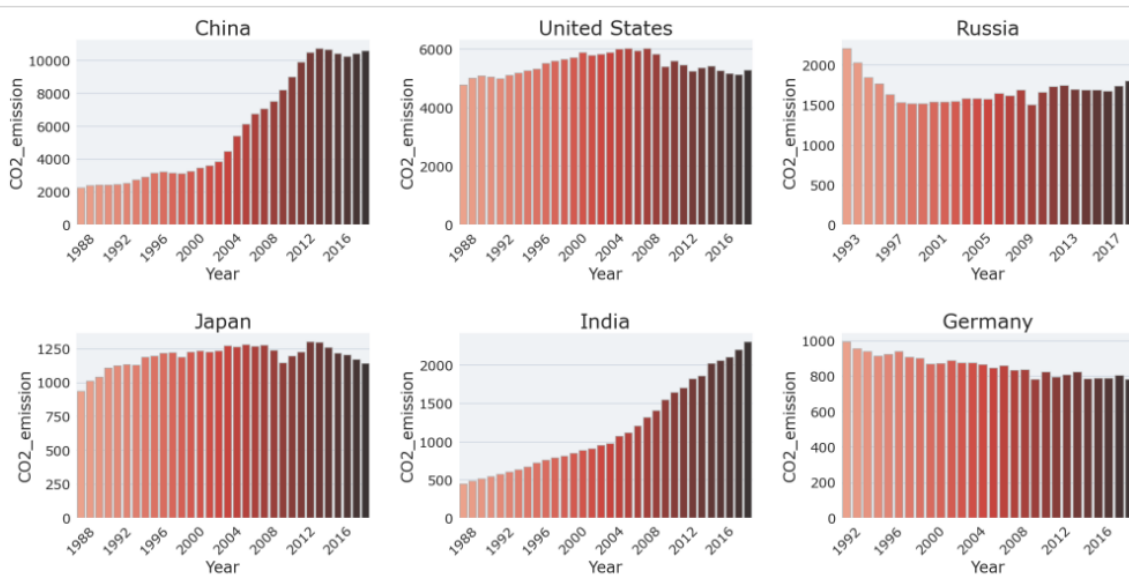 China
CO2_emission
10000
8000
6000
4000
2000
0
1988 1992 1996 2000 2004 2008 2012 2016
Year
United States
CO2_emission
6000
4000
2000
0
1988 1992 1996 2000 2004 2008 2012 2016
Year
Russia
CO2_emission
2000
1500
1000
500
0
1993 1997 2001 2005 2009 2013 2017
Year
Japan
CO2_emission
1250
1000
750
500
250
0
1988 1992 1996 2000 2004 2008 2012 2016
Year
India
CO2_emission
2000
1500
1000
500
0
1988 1992 1996 2000 2004 2008 2012 2016
Year
Germany
CO2_emission
1000
800
600
400
200
0
1992 1996 2000 2004 2008 2012 2016
Year